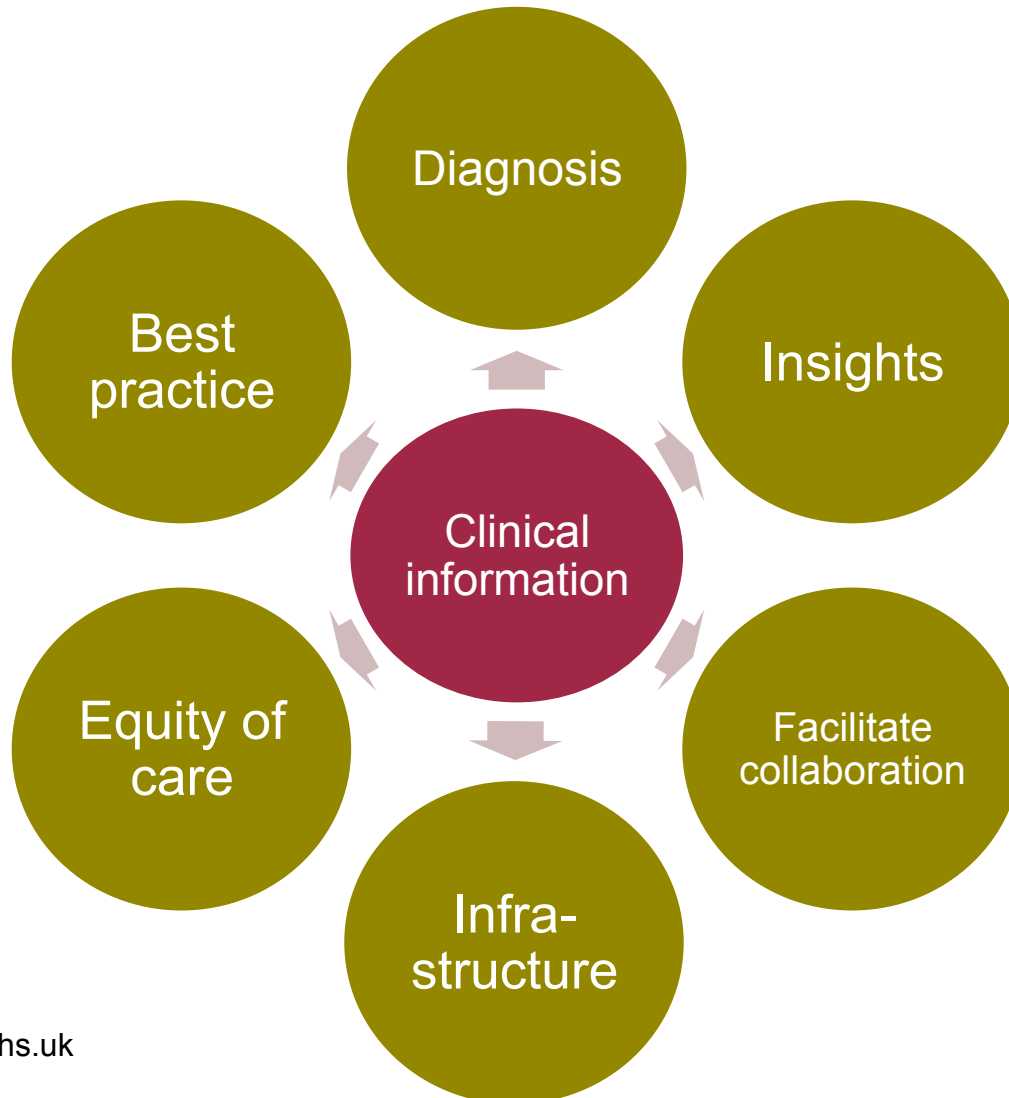 Diagnosis
Best
practice
Insights
Clinical
information
Equity of
care
Facilitate
collaboration
Infra-
structure
hs.uk